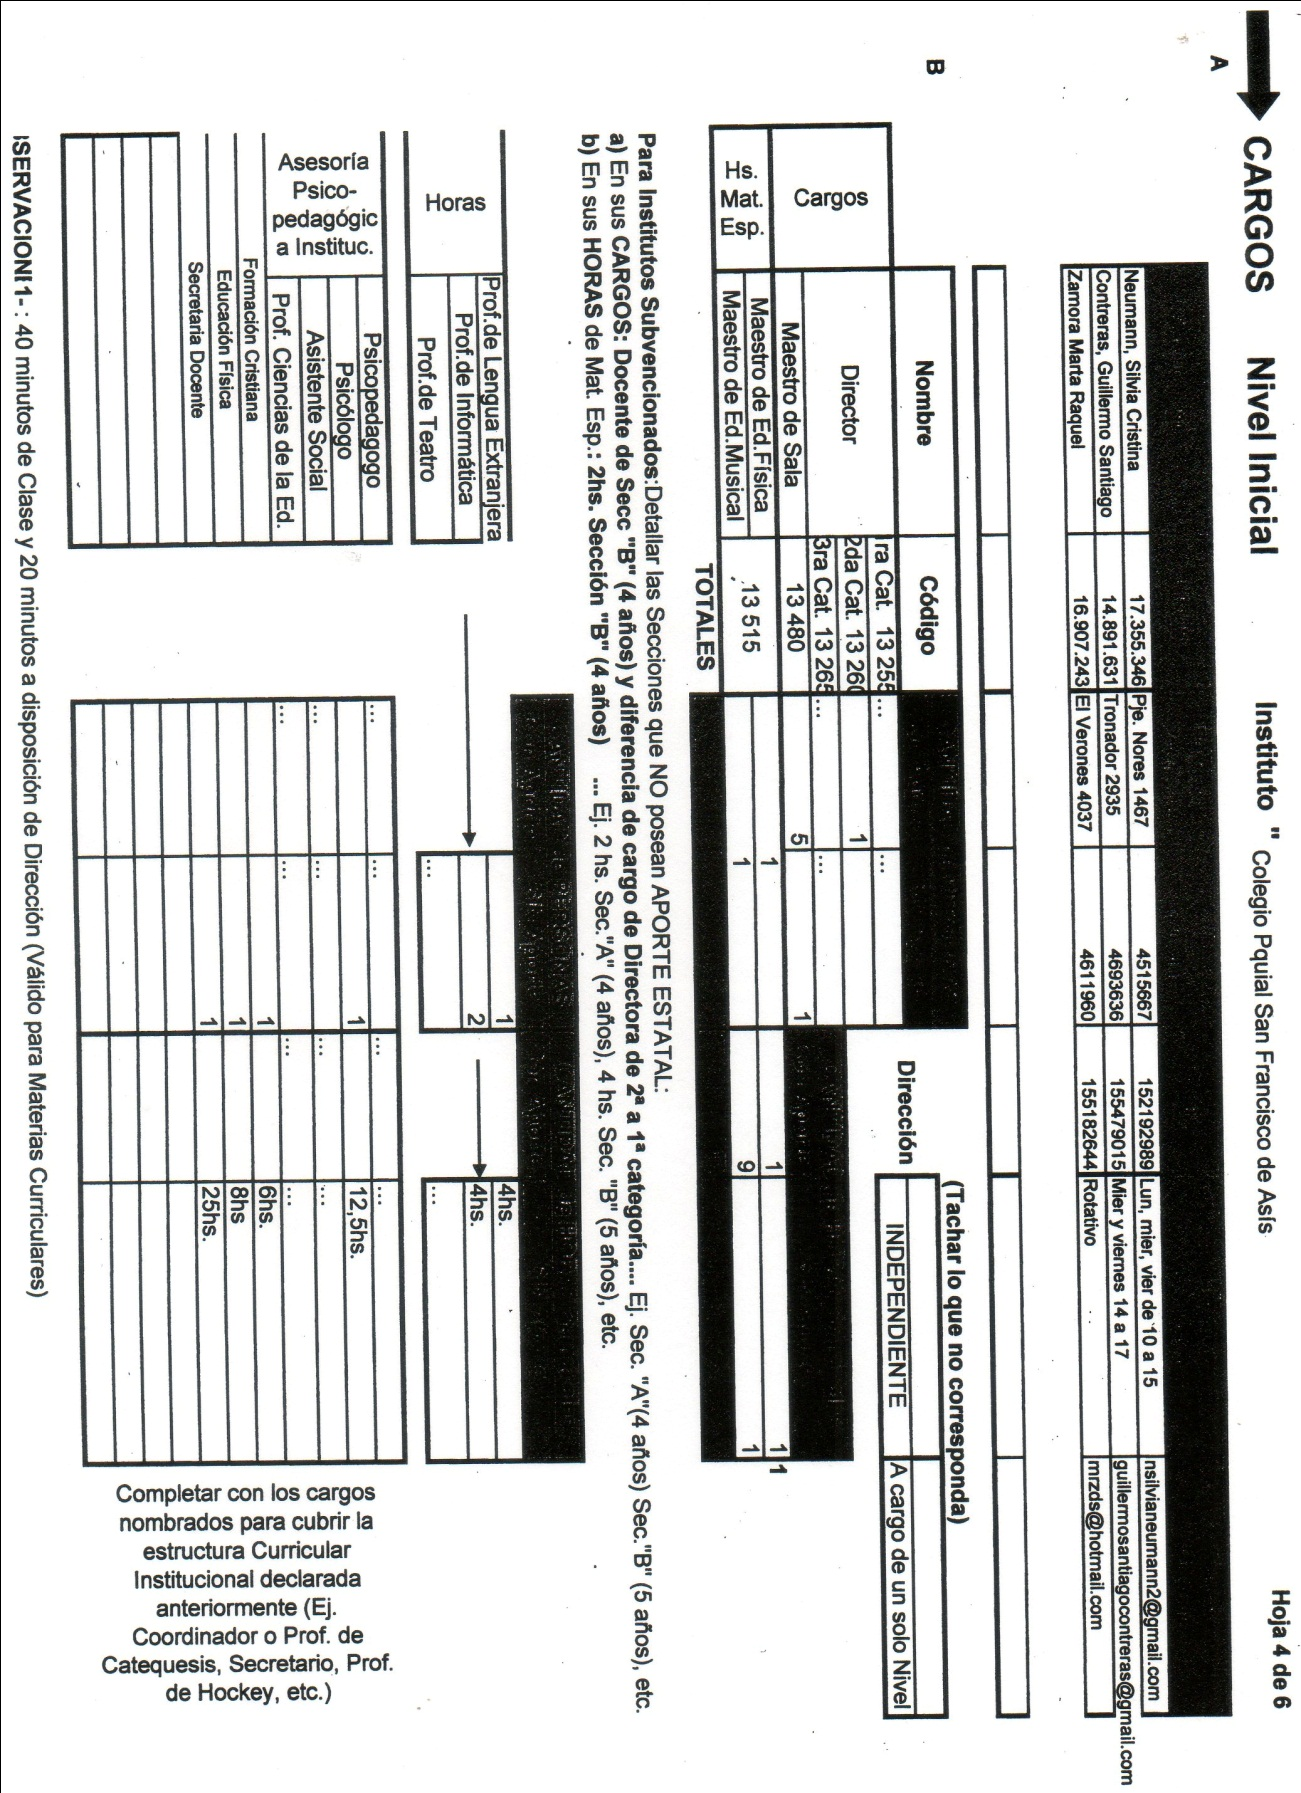 CARGOS Nivel Inicial Instituto " Colegio Pquial San Francisco de Asís Hoja 4 de 6
A
Neumann, Silvia Cristina 17.355.346 Pje. Nores 1467 4515667 152192989 Lun, mier, vier de 10 a 15 nsilvianeumann2@gmail.com
Contreras, Guillermo Santiago 14.891.631 Tronador 2935 4693636 155479015 Mier y viernes 14 a 17 guillermosantiagocontreras@gmail.com
Zamora Marta Raquel 16.907.243 El Verones 4037 4611960 155182644 Rotativo mrzds@hotmail.com
B
(Tachar lo que no corresponda)
Nombre Código Dirección INDEPENDIENTE A cargo de un solo Nivel
Cargos Director ra Cat. 13 255 ... ...
2da Cat. 13 260 1
3ra Cat. 13 265 ... ...
Maestro de Sala 13 480 5 1
Hs. Mat. Esp. Maestro de Ed.Física 13 515 1 1 1 1
Maestro de Ed.Musical 1 9 1
TOTALES
Para Institutos Subvencionados:Detallar las Secciones que NO posean APORTE ESTATAL:
a) En sus CARGOS: Docente de Secc "B" (4 años) y diferencia de cargo de Directora de 2ª a 1ª categoría.... Ej. Sec. "A"(4 años) Sec."B" (5 años), etc.
b) En sus HORAS de Mat. Esp.: 2hs. Sección "B" (4 años) ... Ej. 2 hs. Sec."A" (4 años), 4 hs. Sec. "B" (5 años), etc.
Horas Prof.de Lengua Extranjera 1 4hs.
Prof.de Informática 2 4hs.
Prof.de Teatro ... ...
Asesoría Psico-pedagógic a Instituc. Psicopedagogo ... ... ... ...
Psicólogo 1 12,5hs.
Asistente Social ... ... ... ...
Prof. Ciencias de la Ed. ... ... ... ...
Formación Cristiana 1 6hs.
Educación Física 1 8hs
Secretaria Docente 1 25hs.
Completar con los cargos
nombrados para cubrir la
estructura Curricular
Institucional declarada
anteriormente (Ej.
Coordinador o Prof. de
Catequesis, Secretario, Prof.
de Hockey, etc.)
SERVACION 1- : 40 minutos de Clase y 20 minutos a disposición de Dirección (Válido para Materias Curriculares)